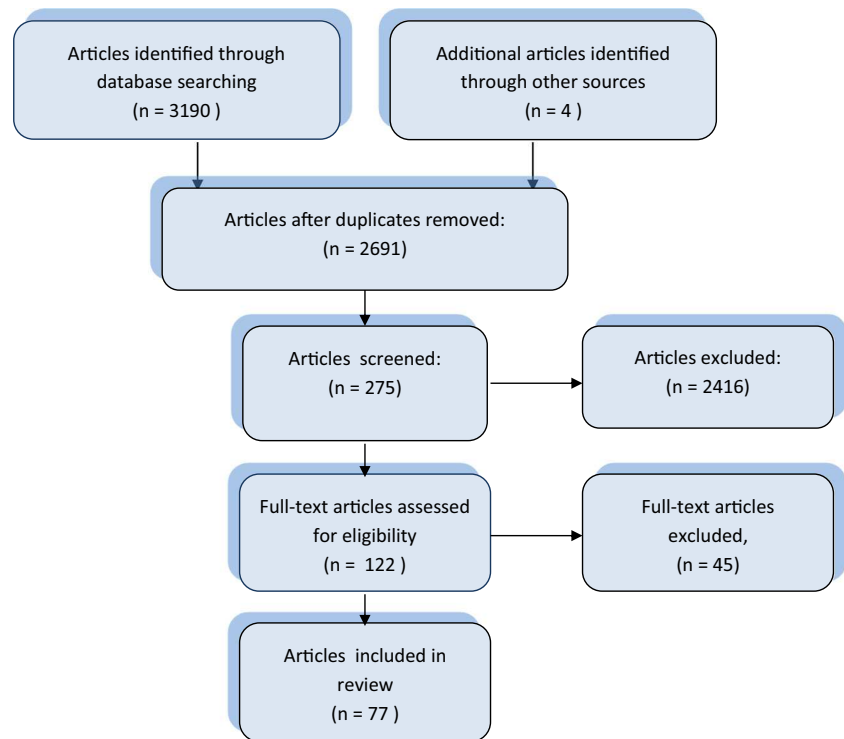 Articles identified through
database searching
(n = 3190 )
Additional articles identified
through other sources
(n = 4 )
Articles after duplicates removed:
(n = 2691)
Articles screened:
(n = 275)
Articles excluded:
(n = 2416)
Full-text articles assessed
for eligibility
(n = 122 )
Full-text articles
excluded,
(n = 45)
Articles included in
review
(n = 77 )